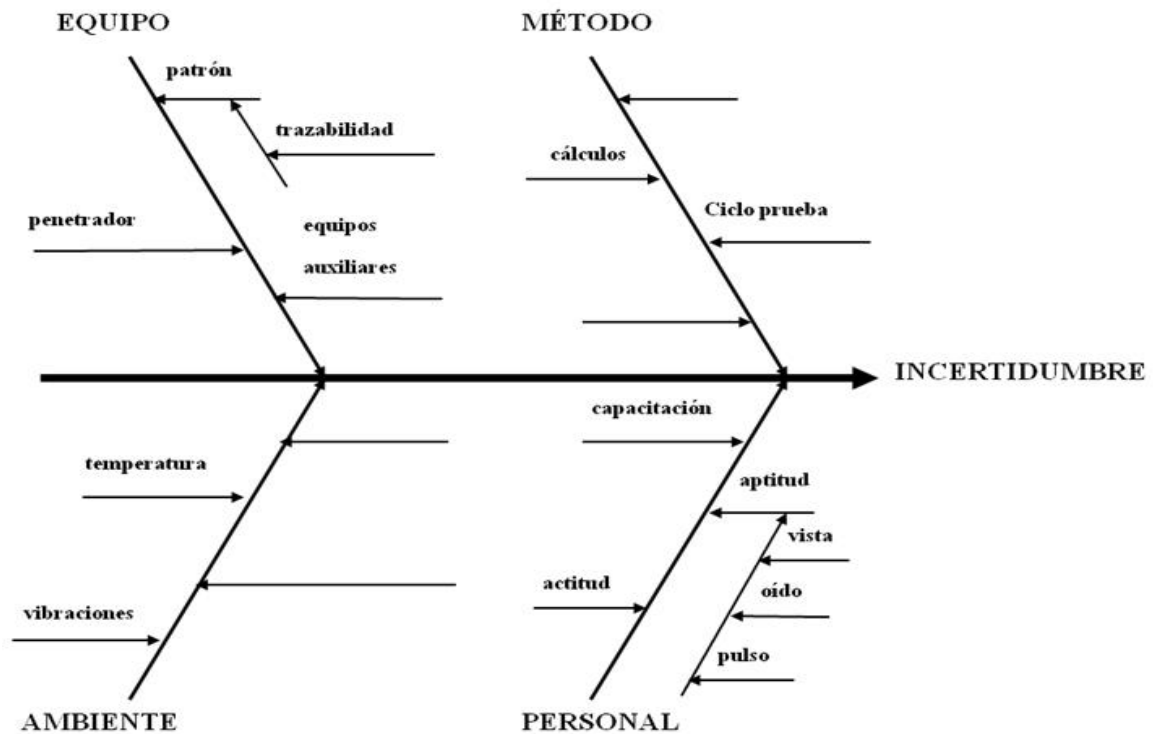 EQUIPO
MÉTODO
patrón
trazabilidad
cálculos
penetrador
equipos
auxiliares
Ciclo prueba
INCERTIDUMBRE
capacitación
temperatura
aptitud
vista
actitud
oído
vibraciones
pulso
AMBIENTE
PERSONAL